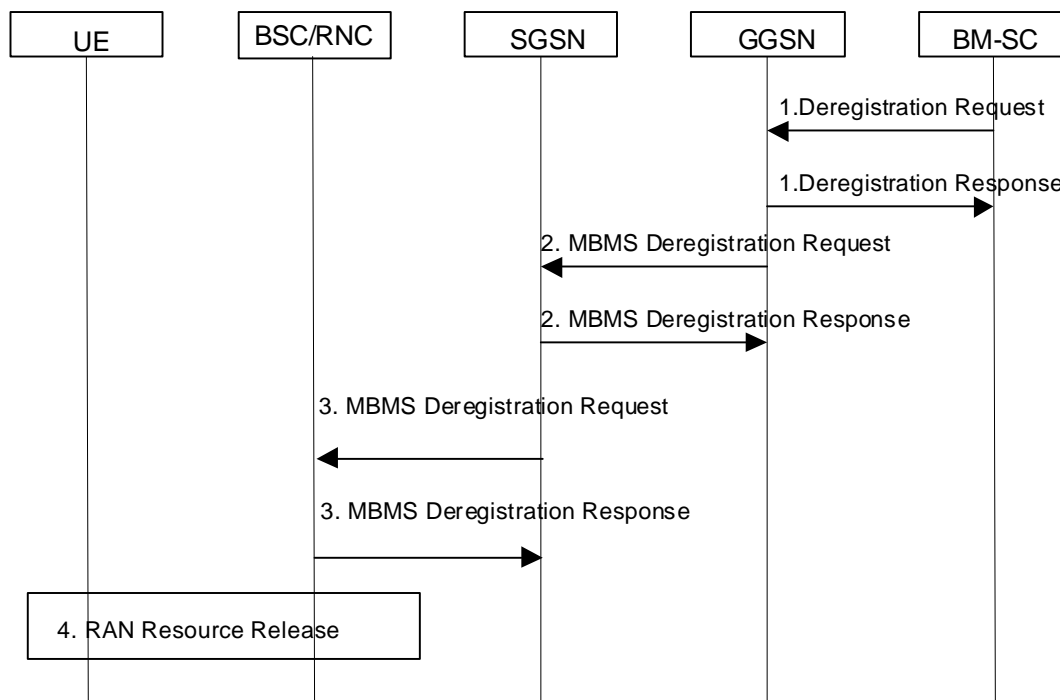 UE
BSC/RNC
SGSN
GGSN
BM-SC
1.Deregistration Request
1.Deregistration Response
2. MBMS Deregistration Request
2. MBMS Deregistration Response
3. MBMS Deregistration Request
3. MBMS Deregistration Response
4. RAN Resource Release